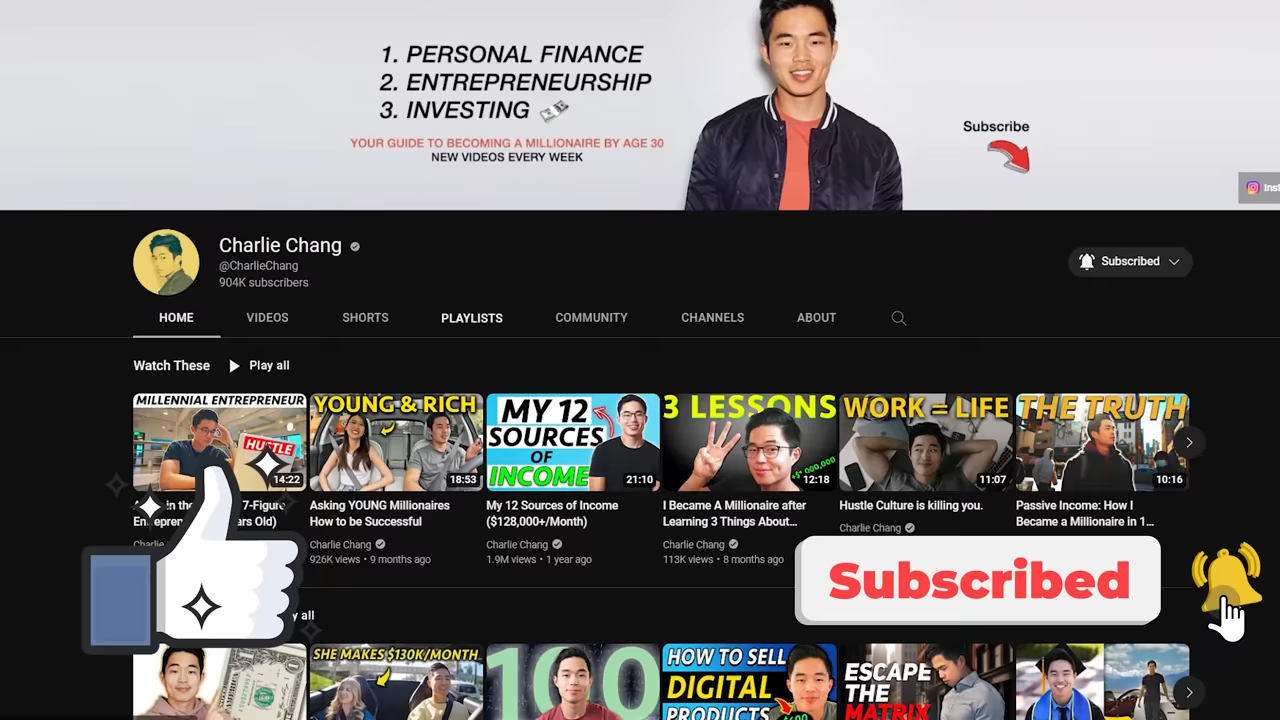 1. PERSONAL FINANCE
2. ENTREPRENEURSHIP
3. INVESTING
YOUR GUIDE TO BECOMING A MILLIONAIRE BY AGE 30
NEW VIDEOS EVERY WEEK
Subscribe
Charlie Chang
@CharlieChang
904K subscribers
Subscribed
HOME VIDEOS SHORTS PLAYLISTS COMMUNITY CHANNELS ABOUT
Watch These Play all
MILLENNIAL ENTREPRENEUR
HUSTLE
14:22
YOUNG & RICH
18:53
MY 12
SOURCES
OF
INCOME
21:10
3 LESSONS
12:18
WORK = LIFE
11:07
THE TRUTH
10:16
7-Figure
Asking YOUNG Millionaires
How to be Successful
Charlie Chang
926K views • 9 months ago
My 12 Sources of Income
($128,000+/Month)
Charlie Chang
1.9M views • 1 year ago
I Became A Millionaire after
Learning 3 Things About...
Charlie Chang
113K views • 8 months ago
Hustle Culture is killing you.
Charlie Chang
Passive Income: How I
Became a Millionaire in 1...
Subscribed
all
SHE MAKES $130K/MONTH
100
HOW TO SELL
DIGITAL
PRODUCTS
ESCAPE
THE
MATRIX